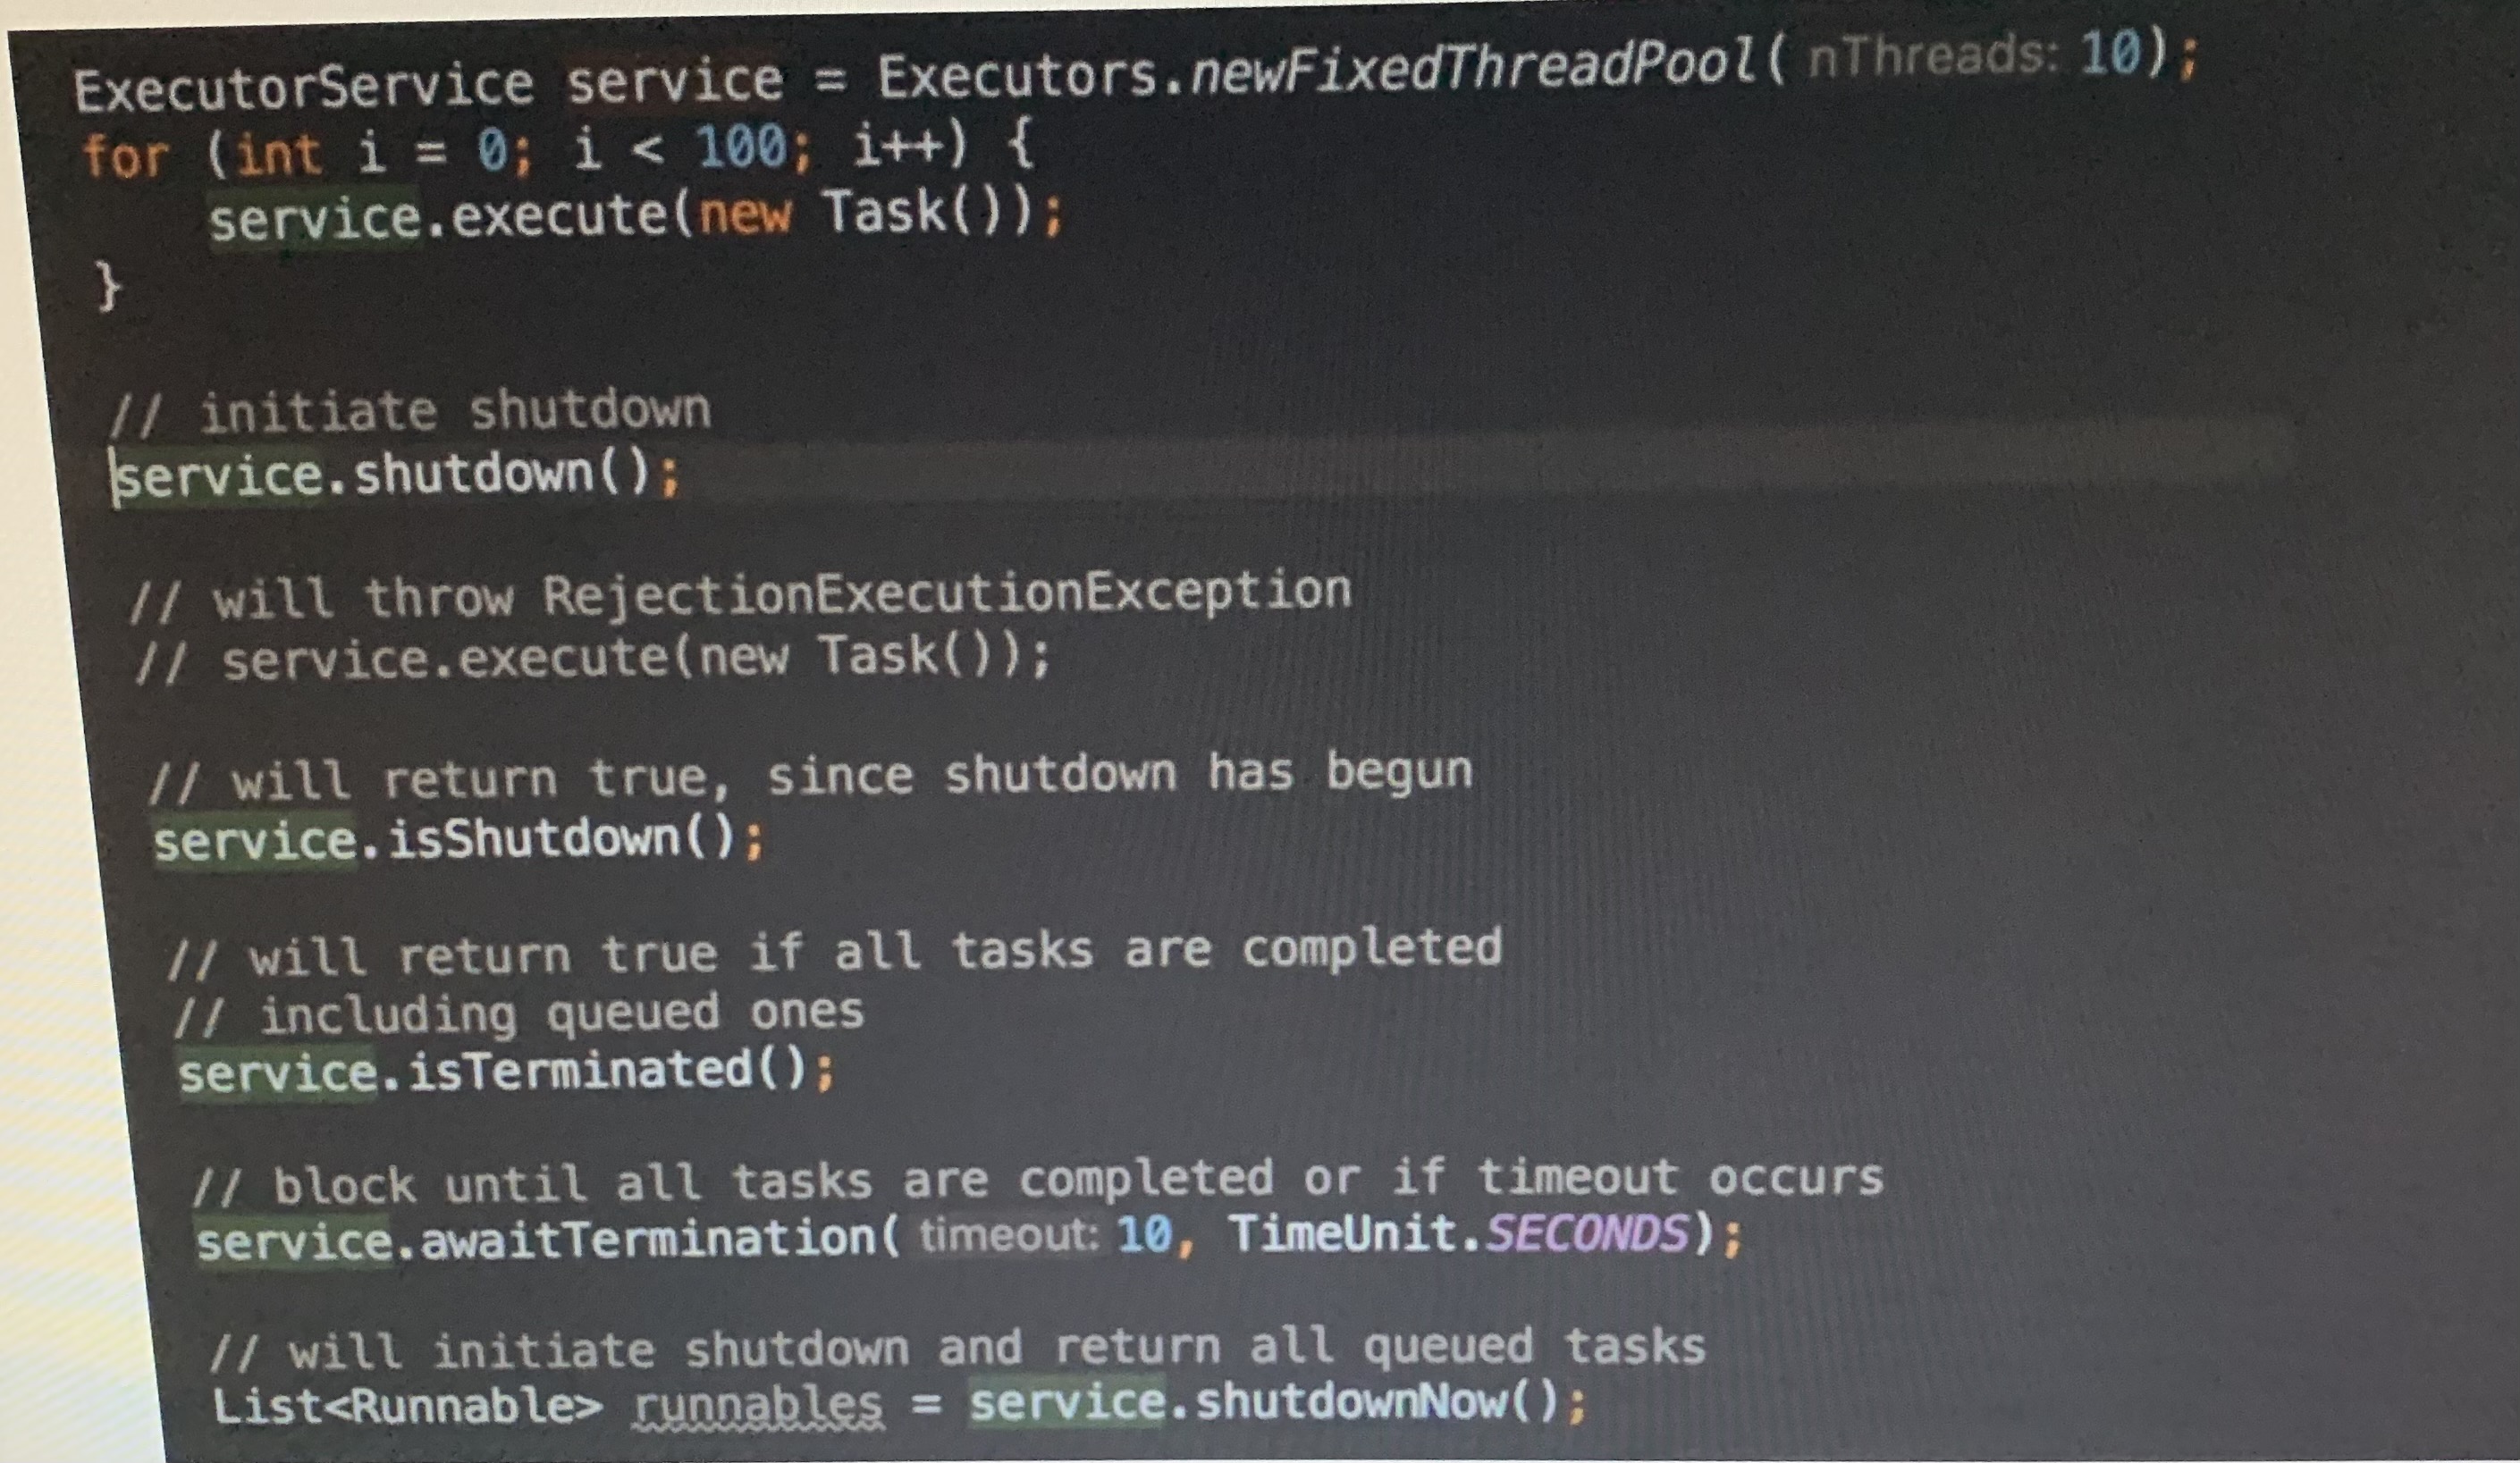 ExecutorService service = Executors.newFixedThreadPool( nThreads: 10);
for (int i = 0; i < 100; i++) {
    service.execute(new Task());
}

// initiate shutdown
service.shutdown();

// will throw RejectionExecutionException
// service.execute(new Task());

// will return true, since shutdown has begun
service.isShutdown();

// will return true if all tasks are completed
// including queued ones
service.isTerminated();

// block until all tasks are completed or if timeout occurs
service.awaitTermination( timeout: 10, TimeUnit.SECONDS);

// will initiate shutdown and return all queued tasks
List<Runnable> runnables = service.shutdownNow();